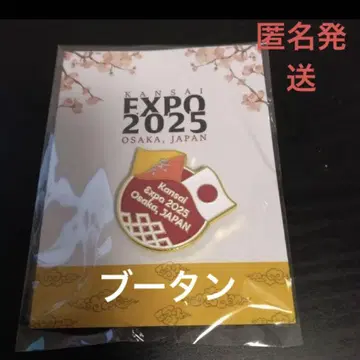 匿名発
送
KANSAI
EXPO
2025
OSAKA, JAPAN
Kansai
Expo 2025
Osaka, JAPAN
ブータン